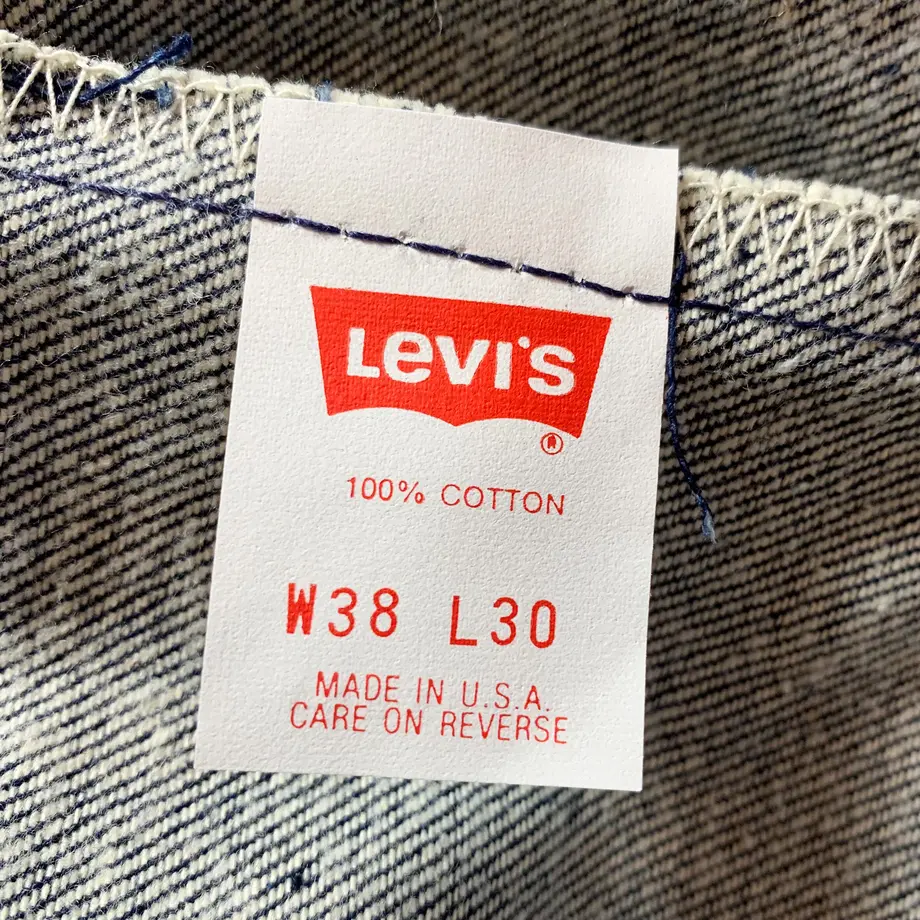 Levi's
®
100% COTTON
W38 L30
MADE IN U.S.A.
CARE ON REVERSE